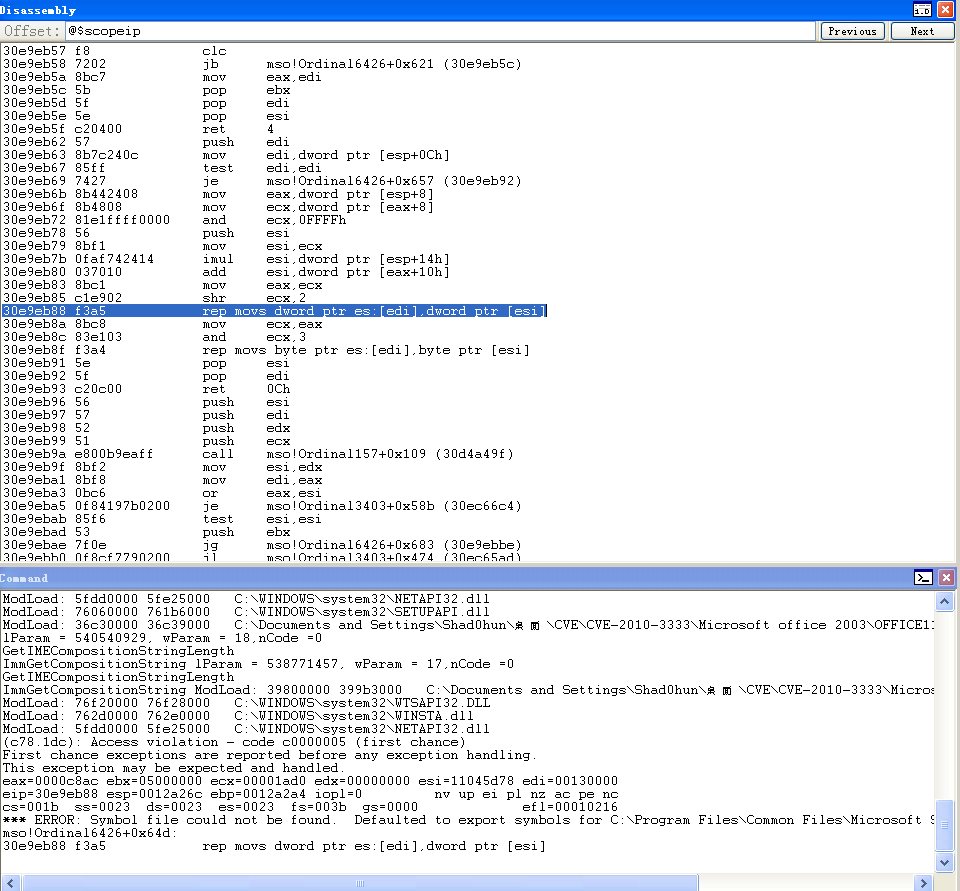 Disassembly
Offset: @$scopeip Previous Next
30e9eb57 f8 clc
30e9eb58 7202 jb mso!Ordinal6426+0x621 (30e9eb5c)
30e9eb5a 8bc7 mov eax,edi
30e9eb5c 5b pop ebx
30e9eb5d 5f pop edi
30e9eb5e 5e pop esi
30e9eb5f c20400 ret 4
30e9eb62 57 push edi
30e9eb63 8b7c240c mov edi,dword ptr [esp+0Ch]
30e9eb67 85ff test edi,edi
30e9eb69 7427 je mso!Ordinal6426+0x657 (30e9eb92)
30e9eb6b 8b442408 mov eax,dword ptr [esp+8]
30e9eb6f 8b4808 mov ecx,dword ptr [eax+8]
30e9eb72 81e1ffff0000 and ecx,0FFFFh
30e9eb78 56 push esi
30e9eb79 8bf1 mov esi,ecx
30e9eb7b 0faf742414 imul esi,dword ptr [esp+14h]
30e9eb80 037010 add esi,dword ptr [eax+10h]
30e9eb83 8bc1 mov eax,ecx
30e9eb85 c1e902 shr ecx,2
30e9eb88 f3a5 rep movs dword ptr es:[edi],dword ptr [esi]
30e9eb8a 8bc8 mov ecx,eax
30e9eb8c 83e103 and ecx,3
30e9eb8f f3a4 rep movs byte ptr es:[edi],byte ptr [esi]
30e9eb91 5e pop esi
30e9eb92 5f pop edi
30e9eb93 c20c00 ret 0Ch
30e9eb96 56 push esi
30e9eb97 57 push edi
30e9eb98 52 push edx
30e9eb99 51 push ecx
30e9eb9a e800b9eaff call mso!Ordinal157+0x109 (30d4a49f)
30e9eb9f 8bf2 mov esi,edx
30e9eba1 8bf8 mov edi,eax
30e9eba3 0bc6 or eax,esi
30e9eba5 0f84197b0200 je mso!Ordinal3403+0x58b (30ec66c4)
30e9ebab 85f6 test esi,esi
30e9ebad 53 push ebx
30e9ebae 7f0e jg mso!Ordinal6426+0x683 (30e9ebbe)
30e9ebb0 0f8cf7790200 jl mso!Ordinal3403+0x474 (30ec65ad)
Command
ModLoad: 5fdd0000 5fe25000 C:\WINDOWS\system32\NETAPI32.dll
ModLoad: 76060000 761b6000 C:\WINDOWS\system32\SETUPAPI.dll
ModLoad: 36c30000 36c39000 C:\Documents and Settings\Shad0hun\桌面\CVE\CVE-2010-3333\Microsoft office 2003\OFFICE11
lParam = 540540929, wParam = 18,nCode =0
GetIMECompositionStringLength
ImmGetCompositionString lParam = 538771457, wParam = 17,nCode =0
GetIMECompositionStringLength
ImmGetCompositionString ModLoad: 39800000 399b3000 C:\Documents and Settings\Shad0hun\桌面\CVE\CVE-2010-3333\Micros
ModLoad: 76f20000 76f28000 C:\WINDOWS\system32\WTSAPI32.DLL
ModLoad: 762d0000 762e0000 C:\WINDOWS\system32\WINSTA.dll
ModLoad: 5fdd0000 5fe25000 C:\WINDOWS\system32\NETAPI32.dll
(c78.1dc): Access violation - code c0000005 (first chance)
First chance exceptions are reported before any exception handling.
This exception may be expected and handled.
eax=0000c8ac ebx=05000000 ecx=00001ad0 edx=00000000 esi=11045d78 edi=00130000
eip=30e9eb88 esp=0012a26c ebp=0012a2a4 iopl=0 nv up ei pl nz ac pe nc
cs=001b ss=0023 ds=0023 es=0023 fs=003b gs=0000 efl=00010216
*** ERROR: Symbol file could not be found. Defaulted to export symbols for C:\Program Files\Common Files\Microsoft S
mso!Ordinal6426+0x64d:
30e9eb88 f3a5 rep movs dword ptr es:[edi],dword ptr [esi]